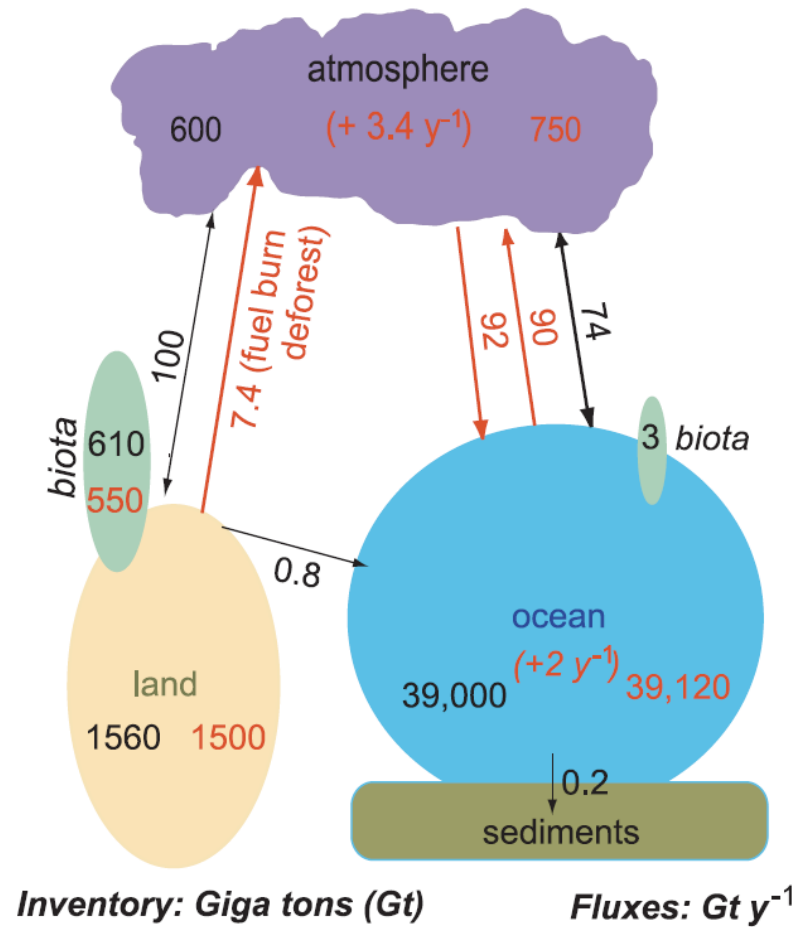 atmosphere
600 (+ 3.4 y⁻¹) 750
100
7.4 (fuel burn
deforest)
92
90
74
biota
610
550
3 biota
0.8
land
1560 1500
ocean
(+2 y⁻¹)
39,000 39,120
0.2
sediments
Inventory: Giga tons (Gt)
Fluxes: Gt y⁻¹